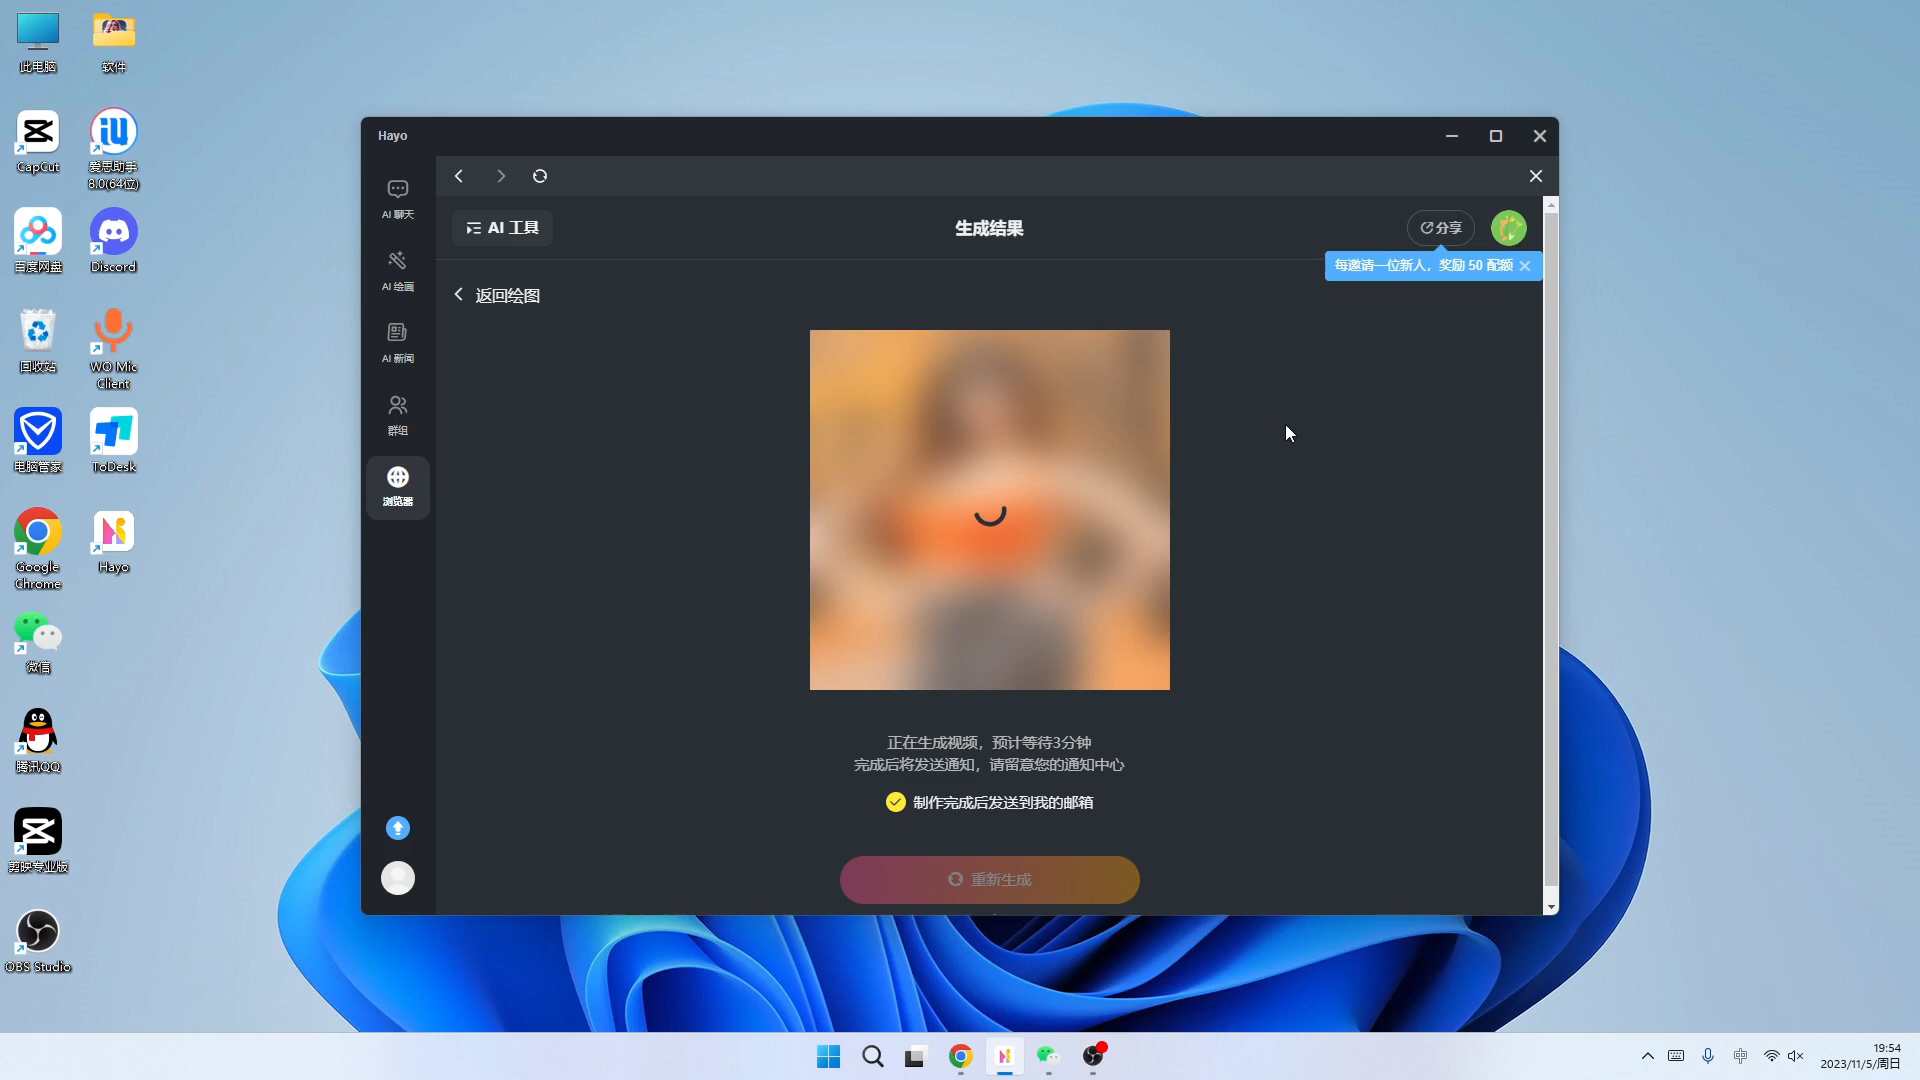 此电脑
软件
CapCut
爱思助手
8.0(64位)
百度网盘
Discord
回收站
WO Mic
Client
电脑管家
ToDesk
Google
Chrome
Hayo
微信
腾讯QQ
剪映专业版
OBS Studio
Hayo
AI 聊天
AI 绘画
AI 新闻
群组
浏览器
AI 工具
生成结果
分享
每邀请一位新人，奖励 50 配额
返回绘图
正在生成视频，预计等待3分钟
完成后将发送通知，请留意您的通知中心
制作完成后发送到我的邮箱
重新生成
中
19:54
2023/11/5/周日